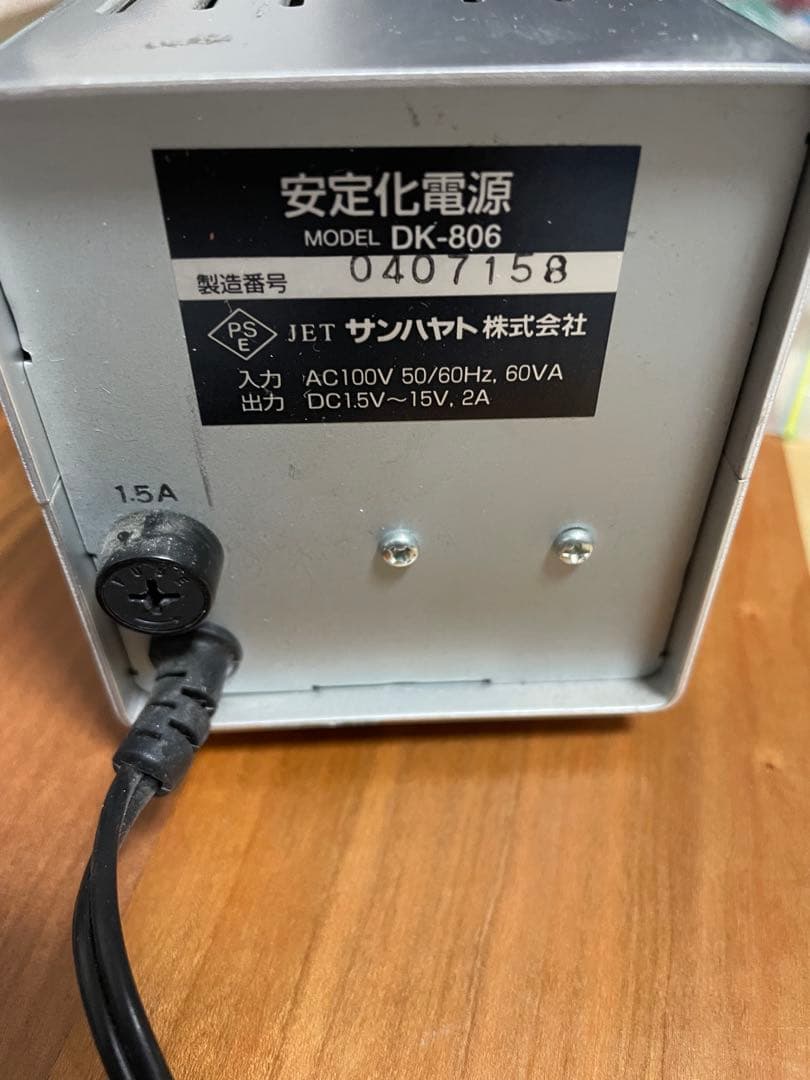 安定化電源
MODEL DK-806
製造番号 0407158
PS E JET サンハヤト株式会社
入力 AC100V 50/60Hz, 60VA
出力 DC1.5V～15V, 2A
1.5A
FUSE